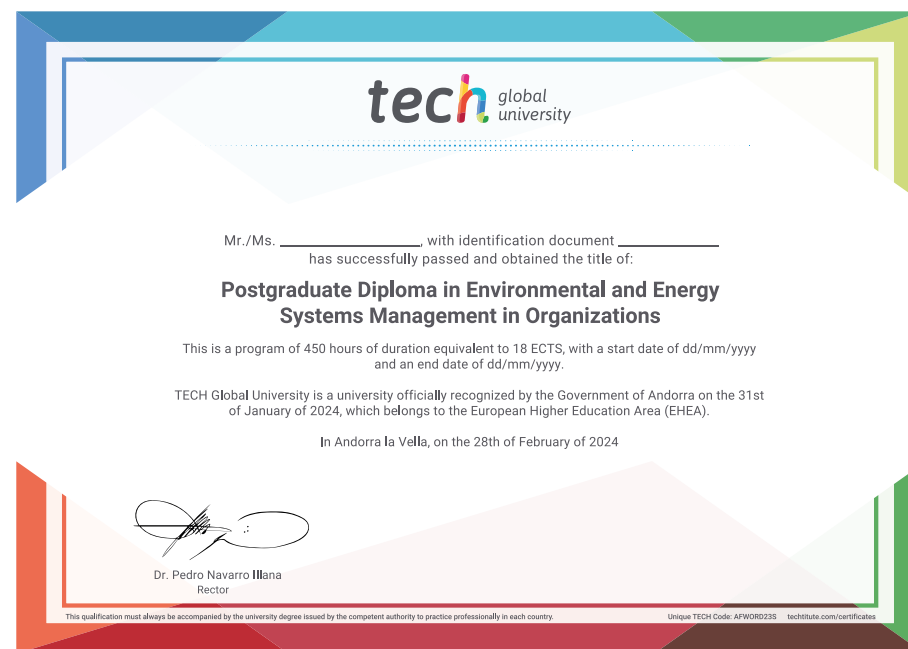 tech global
university
Mr./Ms. ____________________, with identification document ______________
has successfully passed and obtained the title of:
Postgraduate Diploma in Environmental and Energy
Systems Management in Organizations
This is a program of 450 hours of duration equivalent to 18 ECTS, with a start date of dd/mm/yyyy
and an end date of dd/mm/yyyy.
TECH Global University is a university officially recognized by the Government of Andorra on the 31st
of January of 2024, which belongs to the European Higher Education Area (EHEA).
In Andorra la Vella, on the 28th of February of 2024
Dr. Pedro Navarro Illana
Rector
This qualification must always be accompanied by the university degree issued by the competent authority to practice professionally in each country. Unique TECH Code: AFWORD23S techtitute.com/certificates